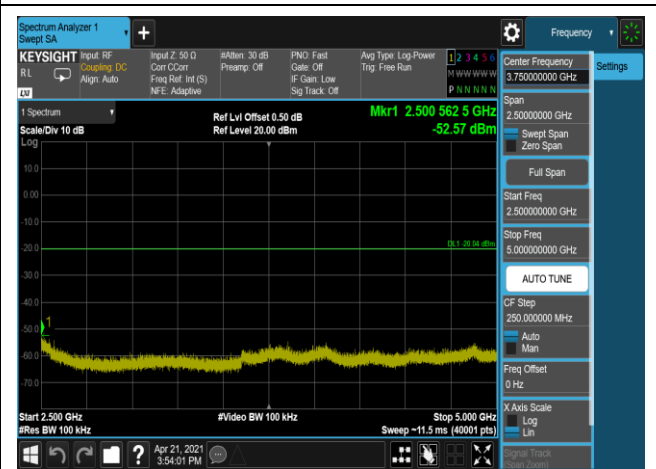 Spectrum Analyzer 1
Swept SA
+
Frequency
KEYSIGHT
RL
LXI
Input: RF
Coupling: DC
Align: Auto
Input Z: 50 Ω
Corr CCorr
Freq Ref: Int (S)
NFE: Adaptive
#Atten: 30 dB
Preamp: Off
PNO: Fast
Gate: Off
IF Gain: Low
Sig Track: Off
Avg Type: Log-Power
Trig: Free Run
1 2 3 4 5 6
M W W W W W
P N N N N N
1 Spectrum
Scale/Div 10 dB
Log
Ref Lvl Offset 0.50 dB
Ref Level 20.00 dBm
Mkr1 2.500 562 5 GHz
-52.57 dBm
10.0
0.00
-10.0
-20.0
DL1 -20.04 dBm
-30.0
-40.0
-50.0
1
-60.0
-70.0
Start 2.500 GHz
#Res BW 100 kHz
#Video BW 100 kHz
Stop 5.000 GHz
Sweep ~11.5 ms (40001 pts)
Apr 21, 2021
3:54:01 PM
?
Center Frequency
3.750000000 GHz
Settings
Span
2.50000000 GHz
Swept Span
Zero Span
Full Span
Start Freq
2.500000000 GHz
Stop Freq
5.000000000 GHz
AUTO TUNE
CF Step
250.000000 MHz
Auto
Man
Freq Offset
0 Hz
X Axis Scale
Log
Lin
Signal Track
(Span Zoom)